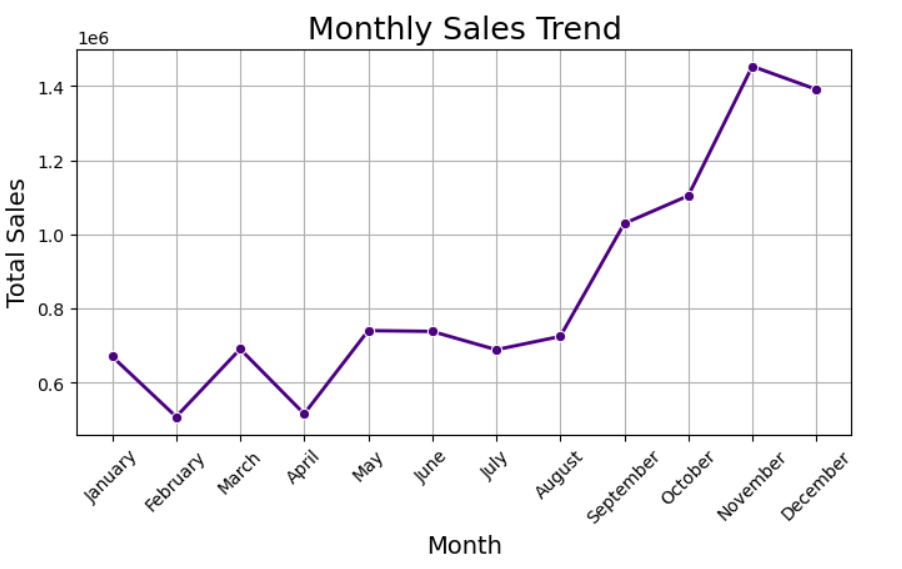 Monthly Sales Trend
1e6
1.4
1.2
1.0
0.8
0.6
Total Sales
January
February
March
April
May
June
July
August
September
October
November
December
Month